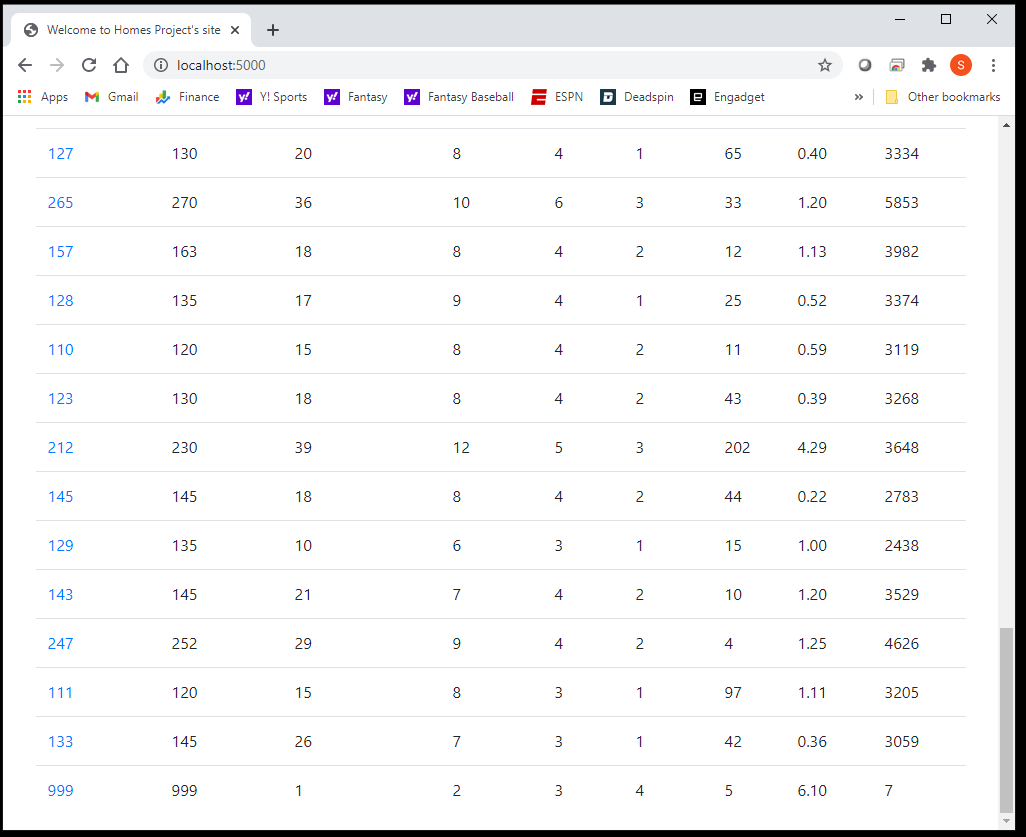 Welcome to Homes Project's site
localhost:5000
S
Apps Gmail Finance Y! Sports Fantasy Fantasy Baseball ESPN Deadspin Engadget » Other bookmarks
127 130 20 8 4 1 65 0.40 3334
265 270 36 10 6 3 33 1.20 5853
157 163 18 8 4 2 12 1.13 3982
128 135 17 9 4 1 25 0.52 3374
110 120 15 8 4 2 11 0.59 3119
123 130 18 8 4 2 43 0.39 3268
212 230 39 12 5 3 202 4.29 3648
145 145 18 8 4 2 44 0.22 2783
129 135 10 6 3 1 15 1.00 2438
143 145 21 7 4 2 10 1.20 3529
247 252 29 9 4 2 4 1.25 4626
111 120 15 8 3 1 97 1.11 3205
133 145 26 7 3 1 42 0.36 3059
999 999 1 2 3 4 5 6.10 7